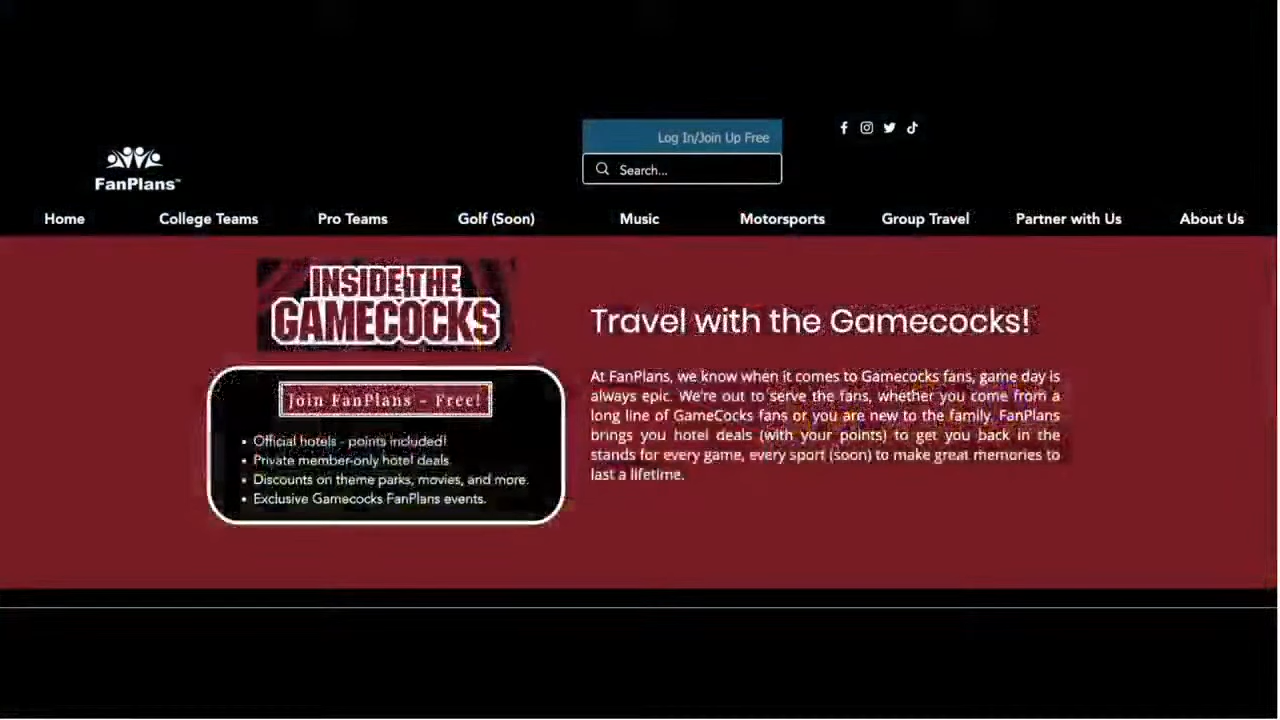 Log In/Join Up Free
Search...
FanPlans™
Home College Teams Pro Teams Golf (Soon) Music Motorsports Group Travel Partner with Us About Us
INSIDE THE
GAMECOCKS
Join FanPlans - Free!
• Official hotels - points included!
• Private member-only hotel deals.
• Discounts on theme parks, movies, and more.
• Exclusive Gamecocks FanPlans events.
Travel with the Gamecocks!
At FanPlans, we know when it comes to Gamecocks fans, game day is
always epic. We're out to serve the fans, whether you come from a
long line of GameCocks fans or you are new to the family. FanPlans
brings you hotel deals (with your points) to get you back in the
stands for every game, every sport (soon) to make great memories to
last a lifetime.